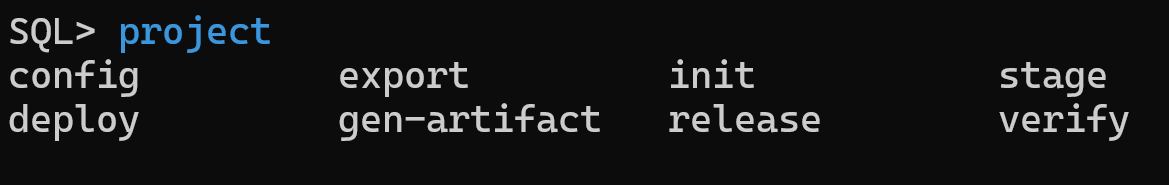 SQL> project
config export init stage
deploy gen-artifact release verify